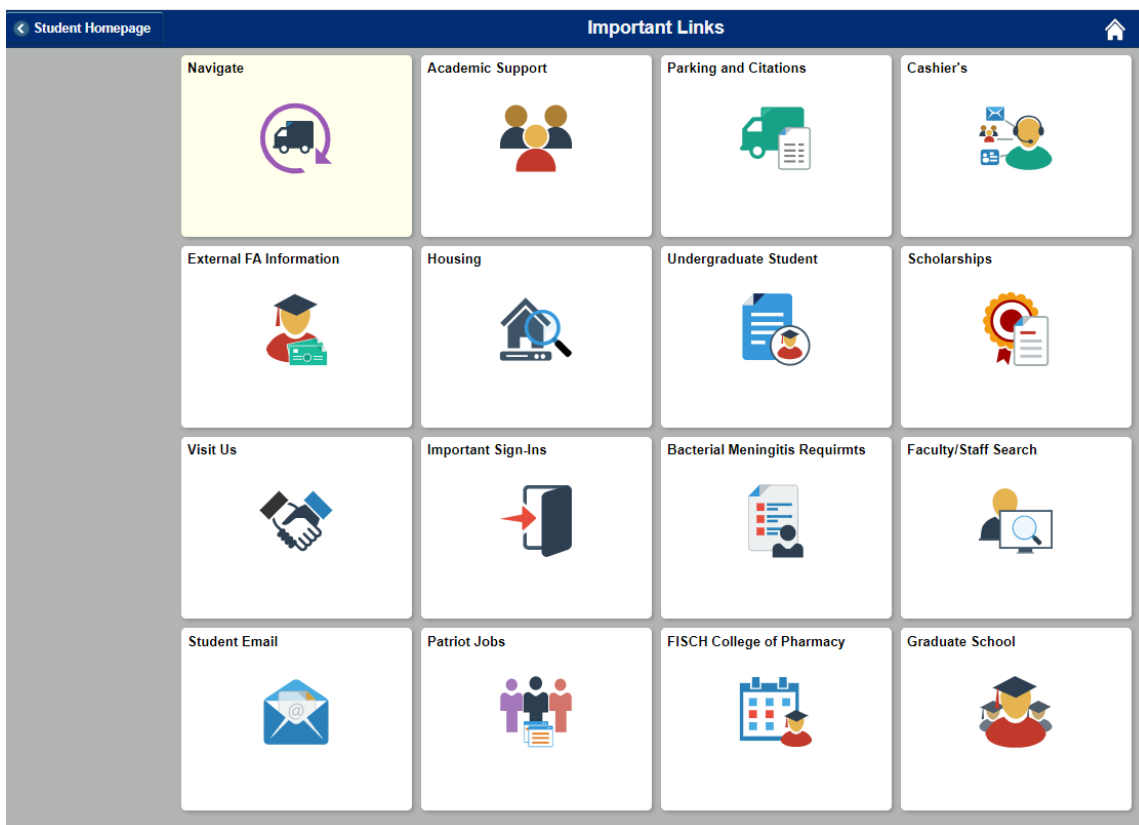 Student Homepage
Important Links
Navigate
Academic Support
Parking and Citations
Cashier's
External FA Information
Housing
Undergraduate Student
Scholarships
Visit Us
Important Sign-Ins
Bacterial Meningitis Requirmts
Faculty/Staff Search
Student Email
@
Patriot Jobs
FISCH College of Pharmacy
Graduate School